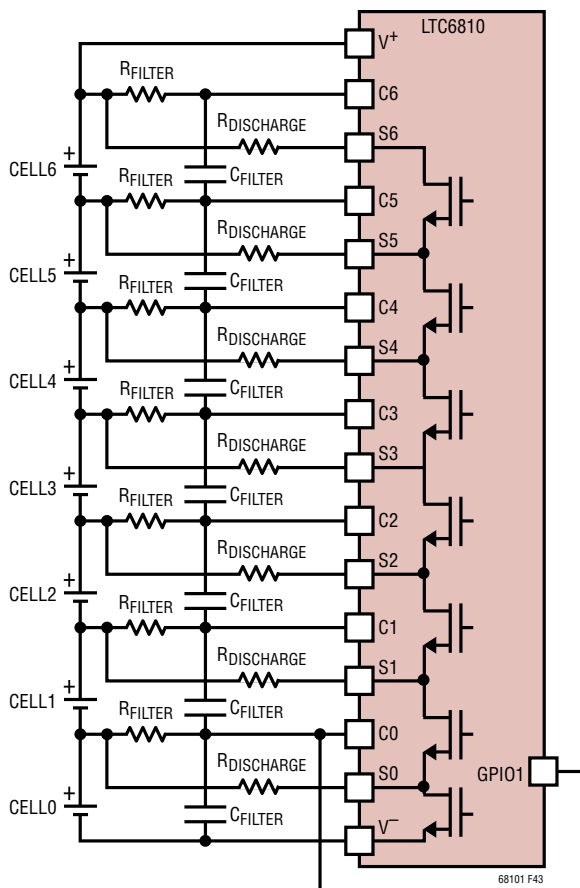 LTC6810
V+
RFILTER
C6
RDISCHARGE
S6
CELL6 +
RFILTER
CFILTER
C5
RDISCHARGE
S5
CELL5 +
RFILTER
CFILTER
C4
RDISCHARGE
S4
CELL4 +
RFILTER
CFILTER
C3
RDISCHARGE
S3
CELL3 +
RFILTER
CFILTER
C2
RDISCHARGE
S2
CELL2 +
RFILTER
CFILTER
C1
RDISCHARGE
S1
CELL1 +
RFILTER
CFILTER
C0
RDISCHARGE
S0
GPIO1
CELL0 +
CFILTER
V–
68101 F43